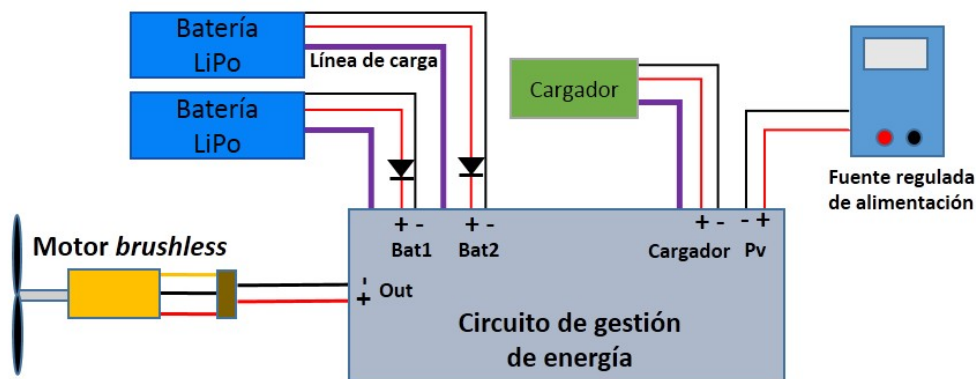 Batería
LiPo
Línea de carga
Batería
LiPo
Cargador
Fuente regulada
de alimentación
Motor brushless
+ -
Bat1
+ -
Bat2
+ -
Cargador
- +
Pv
-
+
Out
Circuito de gestión
de energía